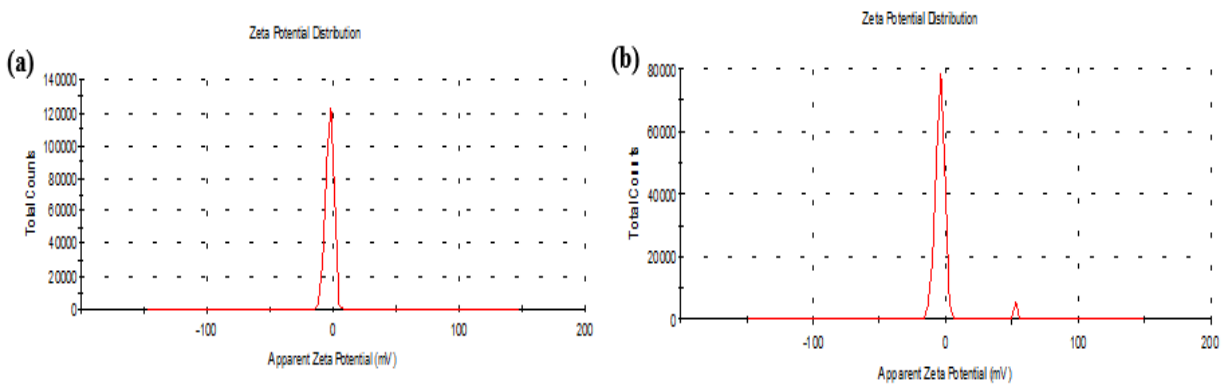 (a)
Zeta Potential Distribution
Total Counts
140000
120000
100000
80000
60000
40000
20000
0
-100
0
100
200
Apparent Zeta Potential (mV)
(b)
Zeta Potential Distribution
Total Counts
80000
60000
40000
20000
0
-100
0
100
200
Apparent Zeta Potential (mV)